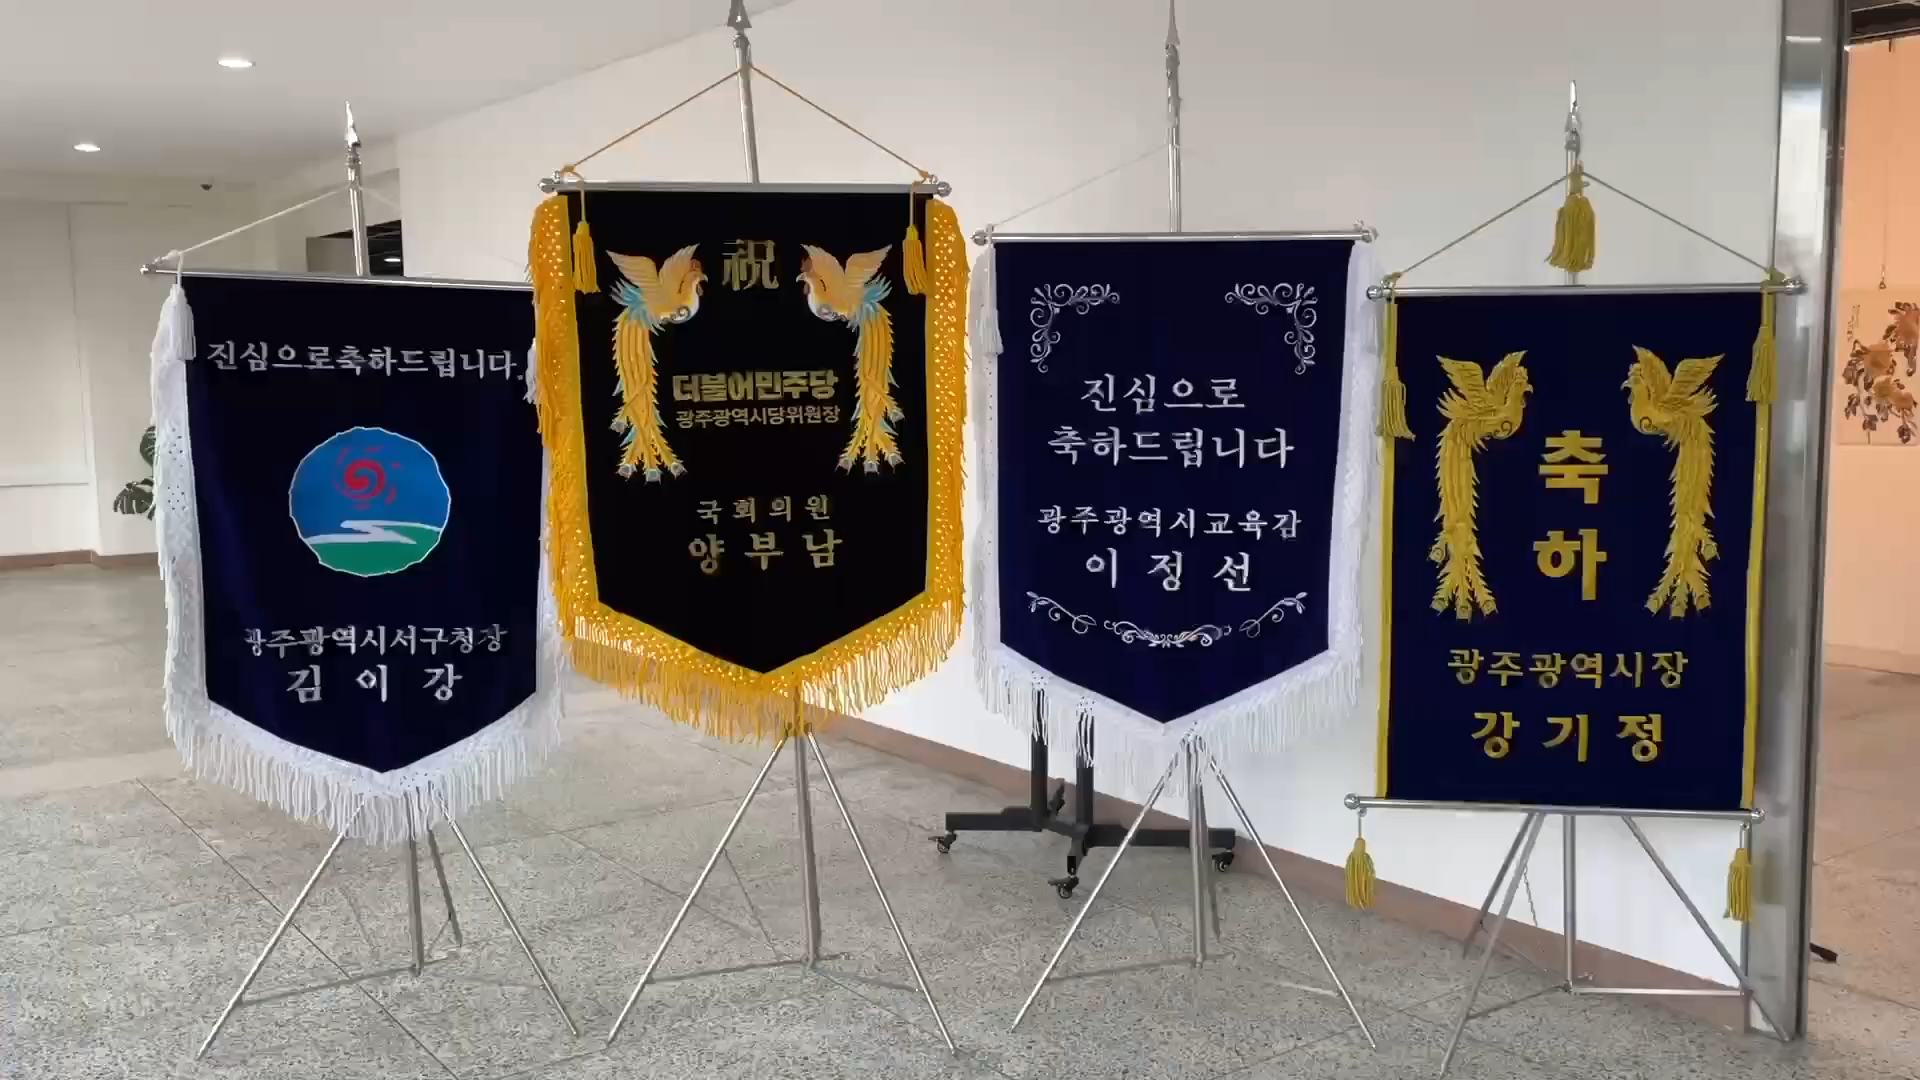 진심으로축하드립니다.
광주광역시서구청장
김이강
祝
더불어민주당
광주광역시당위원장
국회의원
양부남
진심으로
축하드립니다
광주광역시교육감
이정선
축
하
광주광역시장
강기정